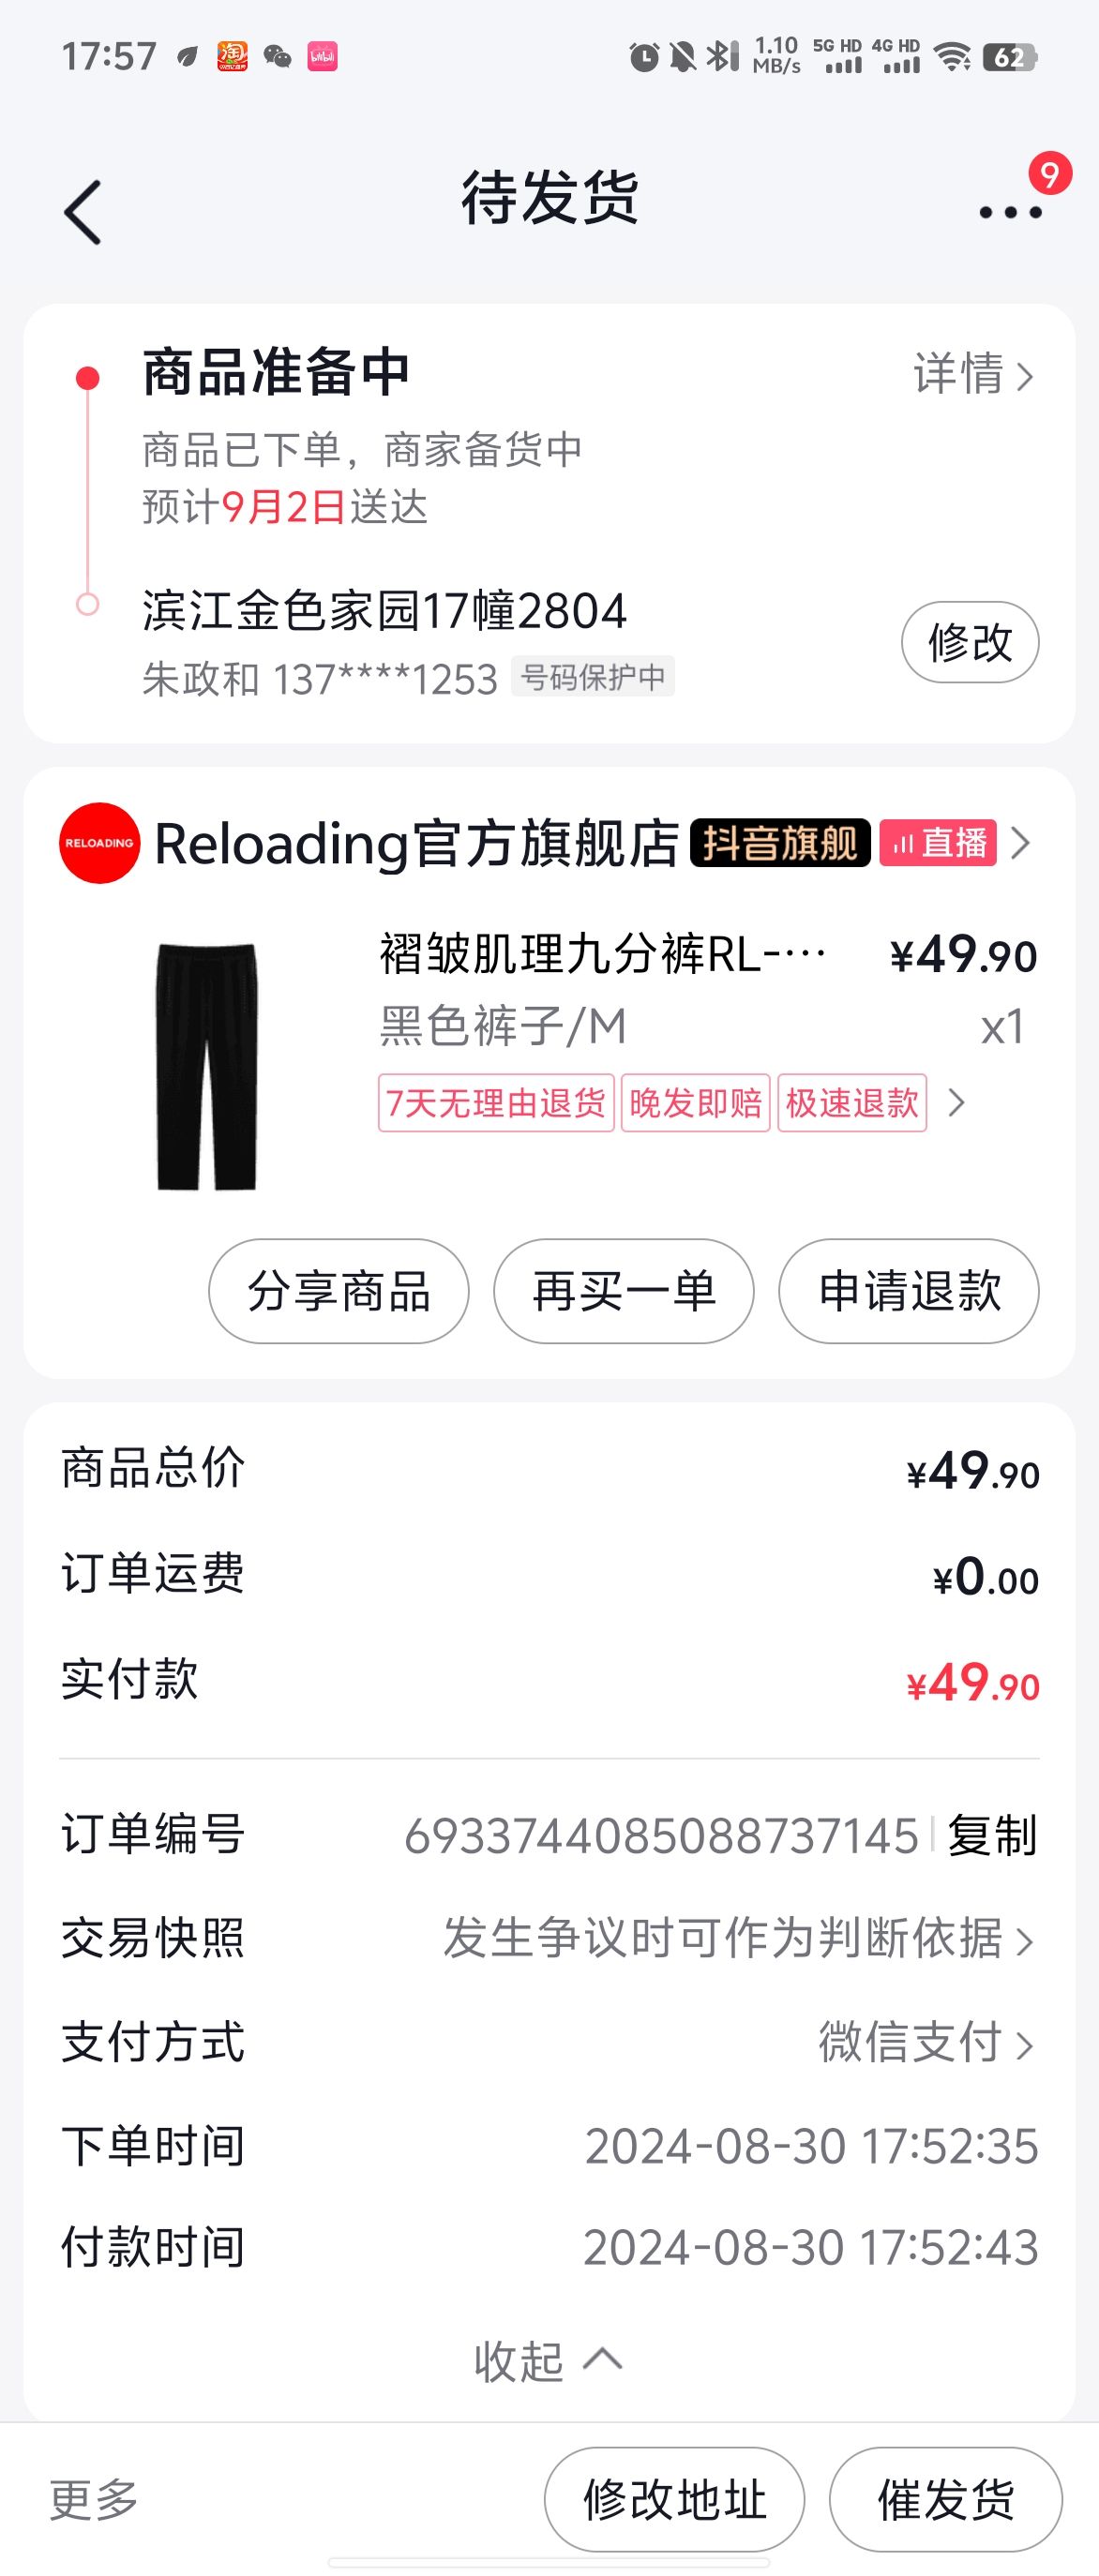 17:57
淘
bilibili
1.10 MB/s 5G HD 4G HD 62
待发货
9
商品准备中 详情
商品已下单，商家备货中
预计9月2日送达
滨江金色家园17幢2804
修改
朱政和 137****1253 号码保护中
RELOADING Reloading官方旗舰店 抖音旗舰 直播
褶皱肌理九分裤RL-… ¥49.90
黑色裤子/M x1
7天无理由退货 晚发即赔 极速退款
分享商品 再买一单 申请退款
商品总价 ¥49.90
订单运费 ¥0.00
实付款 ¥49.90
订单编号 6933744085088737145 复制
交易快照 发生争议时可作为判断依据
支付方式 微信支付
下单时间 2024-08-30 17:52:35
付款时间 2024-08-30 17:52:43
收起
更多 修改地址 催发货